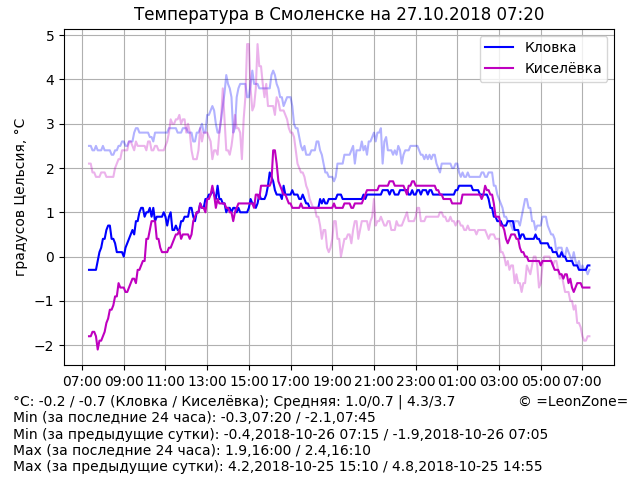 Температура в Смоленске на 27.10.2018 07:20
Кловка
Киселёвка
градусов Цельсия, °C
5
4
3
2
1
0
−1
−2
07:00 09:00 11:00 13:00 15:00 17:00 19:00 21:00 23:00 01:00 03:00 05:00 07:00
°C: -0.2 / -0.7 (Кловка / Киселёвка); Средняя: 1.0/0.7 | 4.3/3.7 © =LeonZone=
Min (за последние 24 часа): -0.3,07:20 / -2.1,07:45
Min (за предыдущие сутки): -0.4,2018-10-26 07:15 / -1.9,2018-10-26 07:05
Max (за последние 24 часа): 1.9,16:00 / 2.4,16:10
Max (за предыдущие сутки): 4.2,2018-10-25 15:10 / 4.8,2018-10-25 14:55